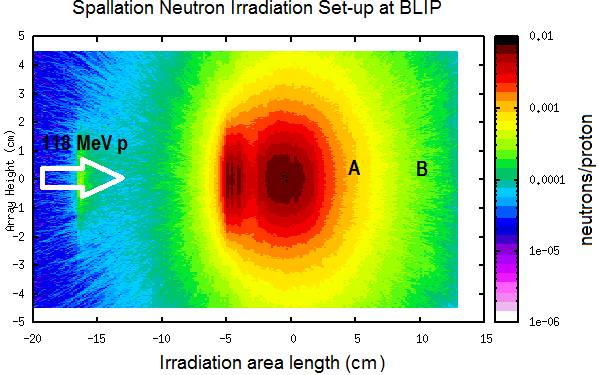 Spallation Neutron Irradiation Set-up at BLIP
5
4
3
2
1
0
-1
-2
-3
-4
-5
Array Height (cm)
118 MeV p
A
B
-20
-15
-10
-5
0
5
10
15
Irradiation area length (cm)
0.01
0.001
0.0001
1e-05
1e-06
neutrons/proton